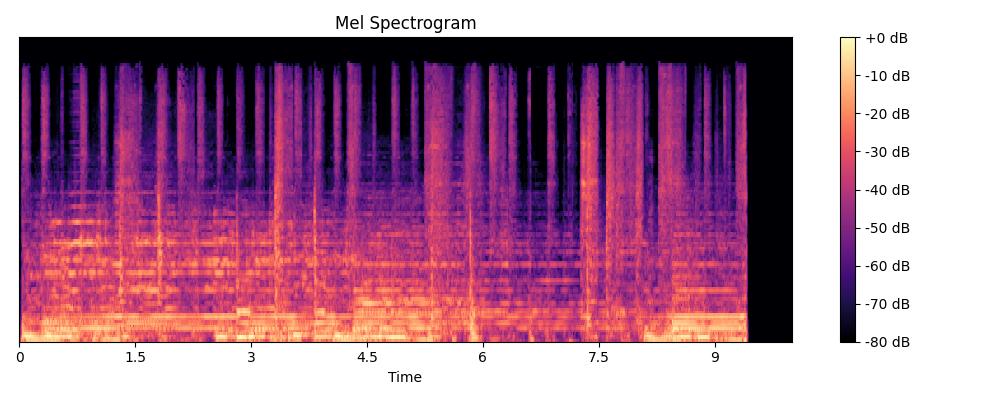 Mel Spectrogram
+0 dB
-10 dB
-20 dB
-30 dB
-40 dB
-50 dB
-60 dB
-70 dB
-80 dB
0 1.5 3 4.5 6 7.5 9
Time